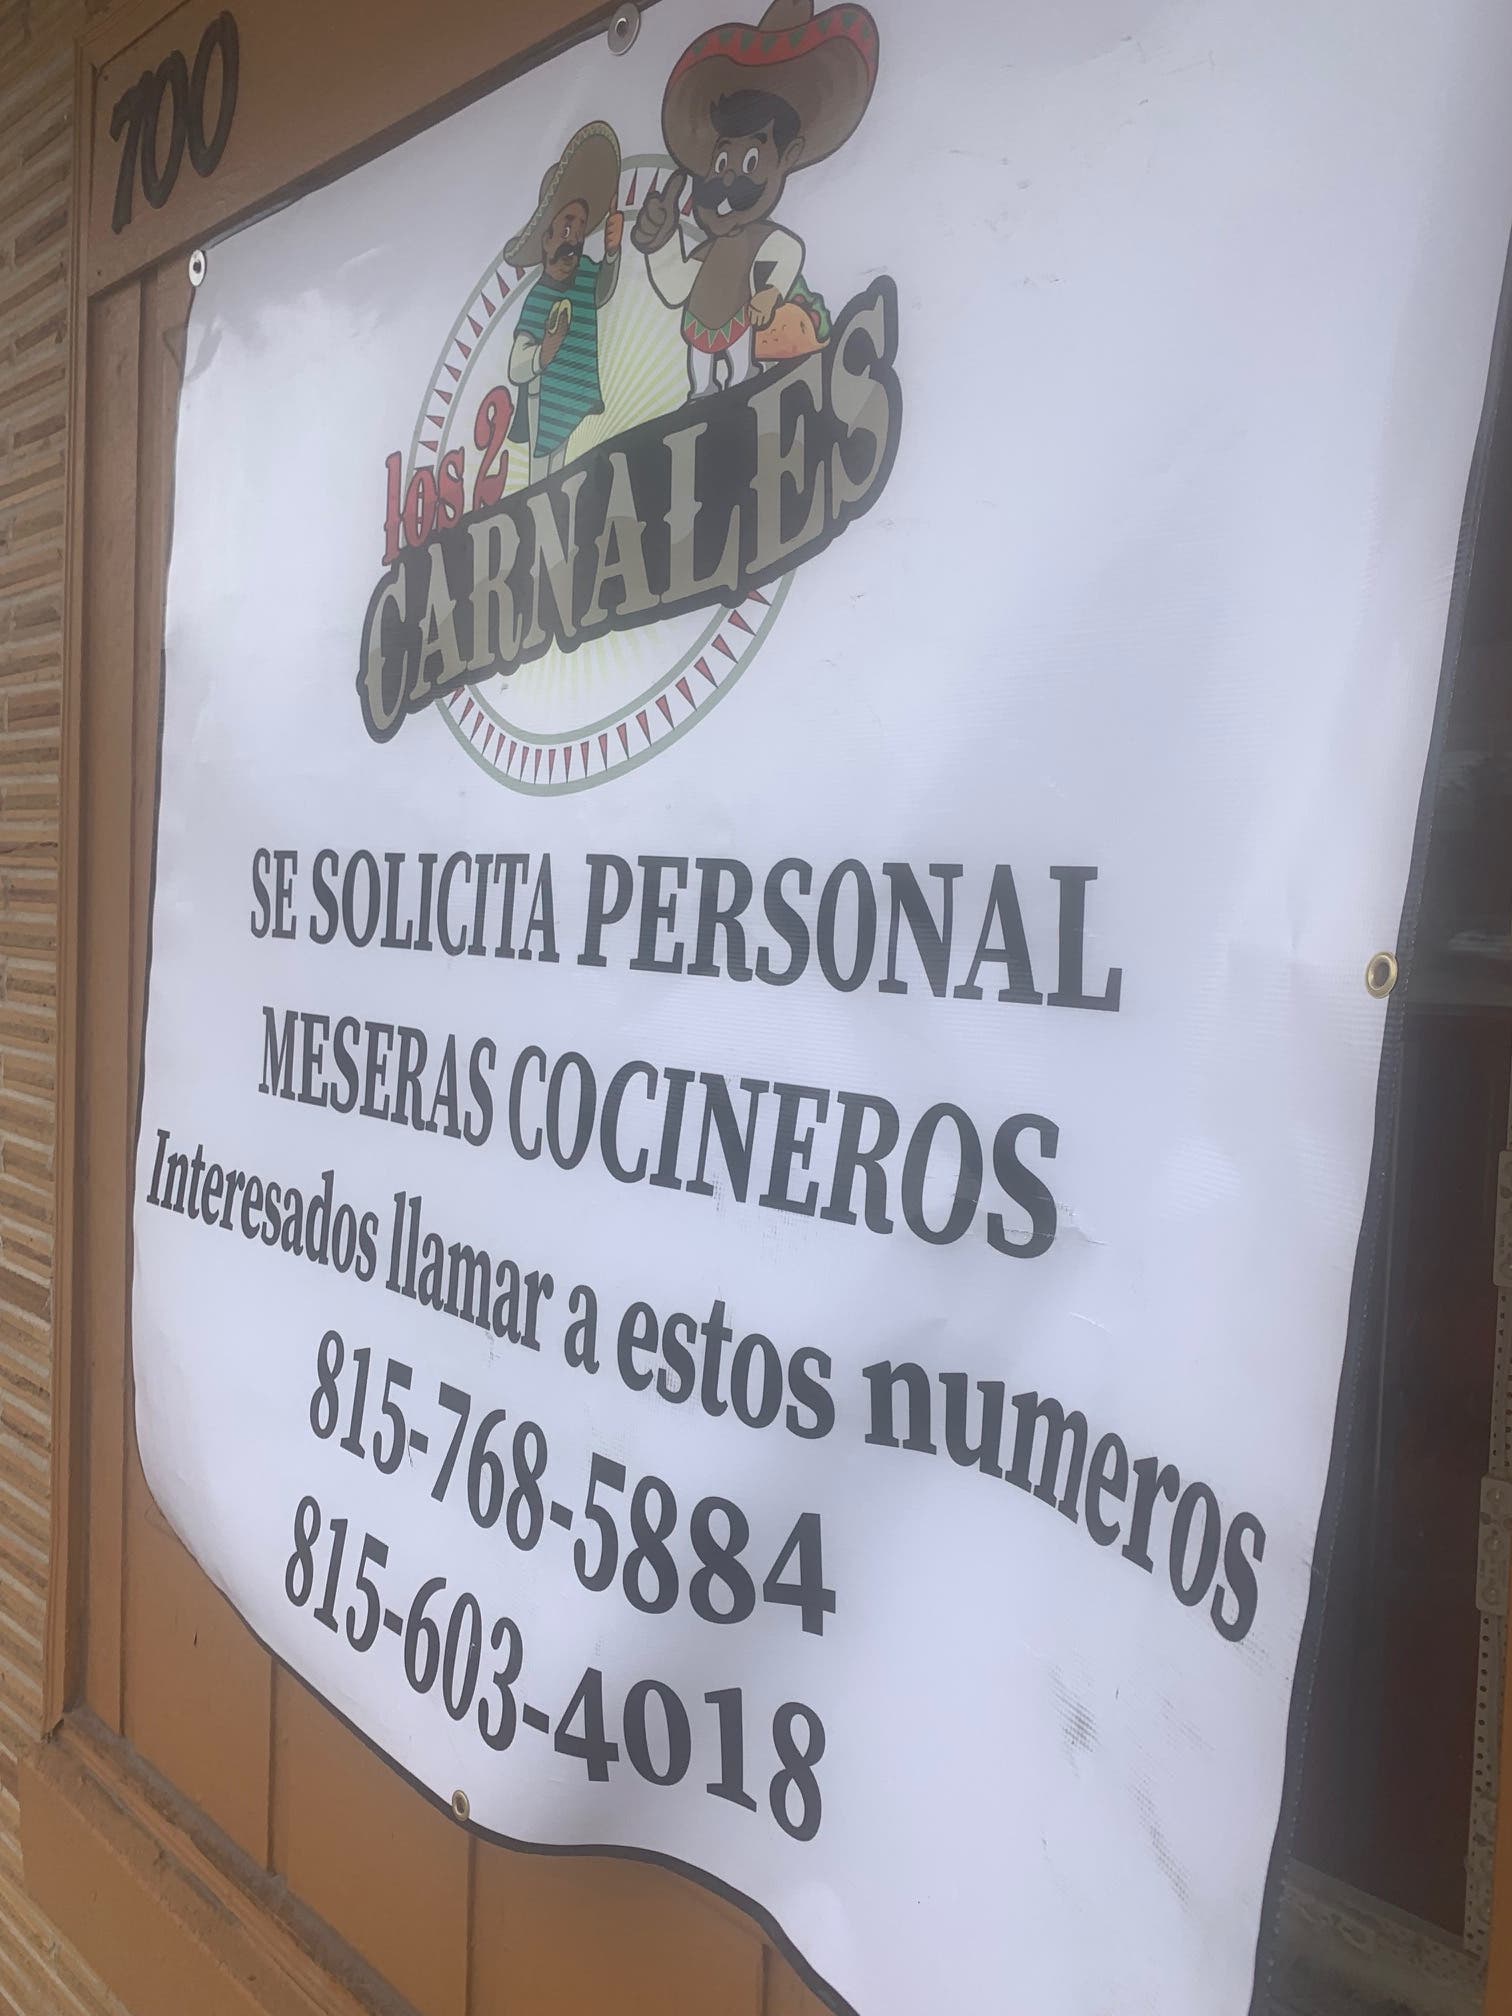 700
los 2
CARNALES
SE SOLICITA PERSONAL
MESERAS COCINEROS
Interesados llamar a estos numeros
815-768-5884
815-603-4018